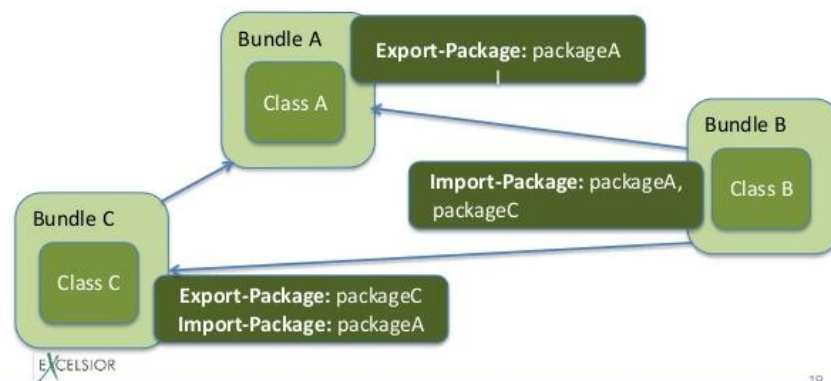 Bundle A
Export-Package: packageA
Class A
Bundle B
Import-Package: packageA,
packageC
Class B
Bundle C
Class C
Export-Package: packageC
Import-Package: packageA
EXCELSIOR
19